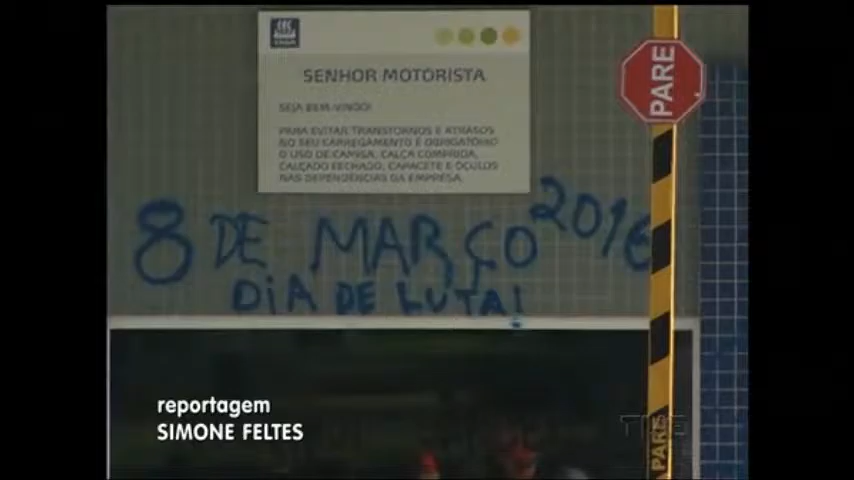 SENHOR MOTORISTA
SEJA BEM-VINDO!
PARA EVITAR TRANSTORNOS E ATRASOS
NO SEU CARREGAMENTO É OBRIGATÓRIO
O USO DE CAMISA, CALÇA COMPRIDA,
CALÇADO FECHADO, CAPACETE E ÓCULOS
NAS DEPENDÊNCIAS DA EMPRESA.
PARE
8 DE MARÇO 2016
DIA DE LUTA!
reportagem
SIMONE FELTES
PARE